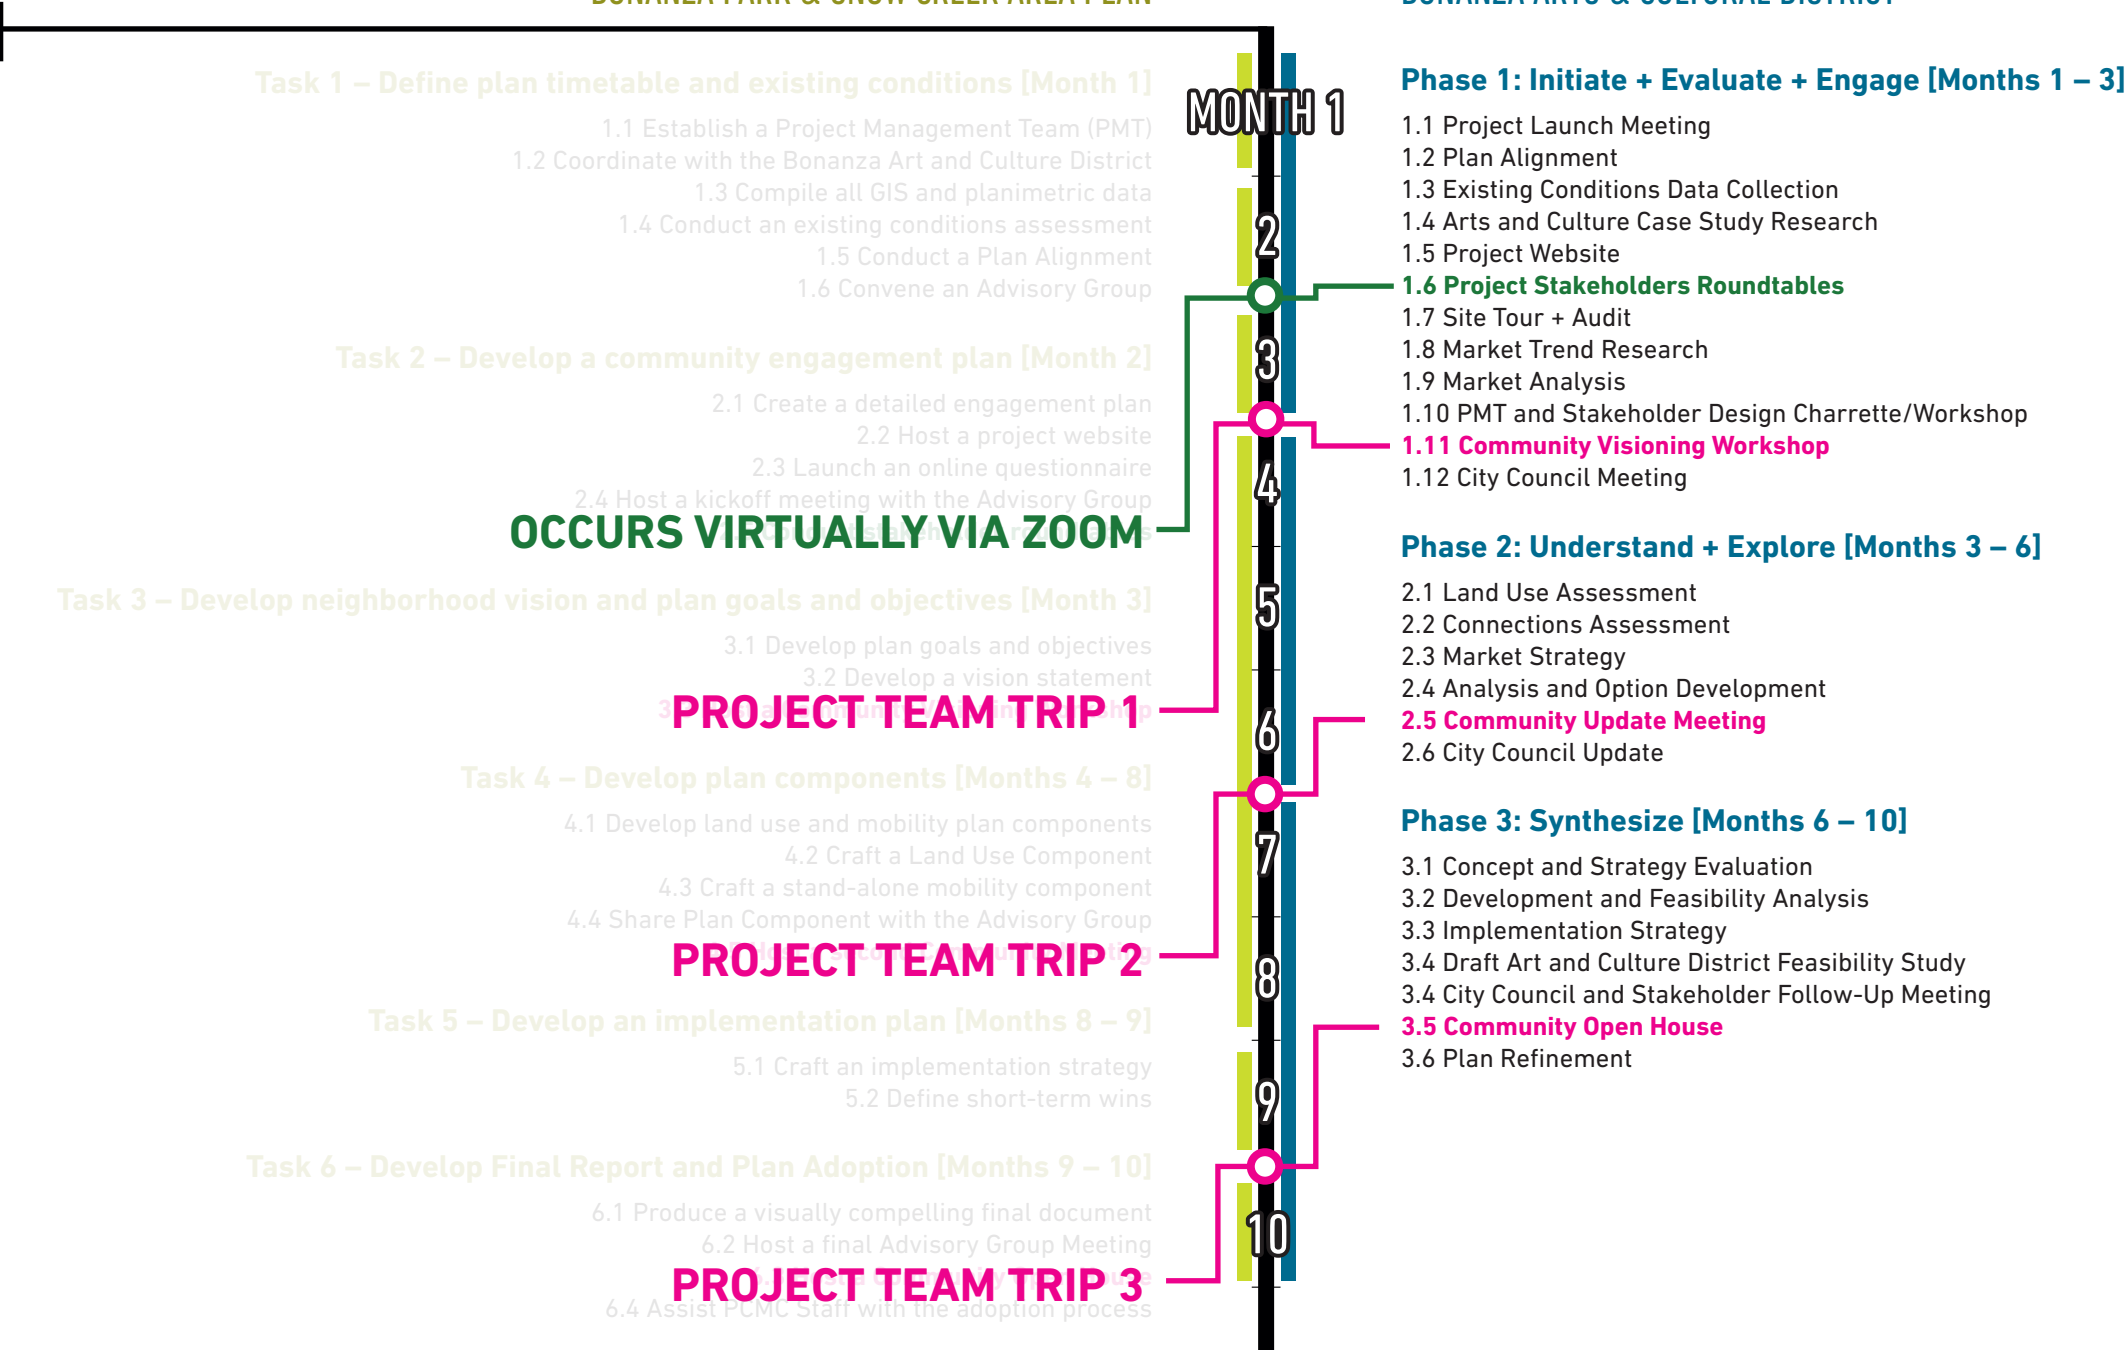 BONANZA PARK & SNOW CREEK AREA PLAN
Task 1 – Define plan timetable and existing conditions [Month 1]
1.1 Establish a Project Management Team (PMT)
1.2 Coordinate with the Bonanza Art and Culture District
1.3 Compile all GIS and planimetric data
1.4 Conduct an existing conditions assessment
1.5 Conduct a Plan Alignment
1.6 Convene an Advisory Group
Task 2 – Develop a community engagement plan [Month 2]
2.1 Create a detailed engagement plan
2.2 Host a project website
2.3 Launch an online questionnaire
2.4 Host a kickoff meeting with the Advisory Group
OCCURS VIRTUALLY VIA ZOOM
Task 3 – Develop neighborhood vision and plan goals and objectives [Month 3]
3.1 Develop plan goals and objectives
3.2 Develop a vision statement
PROJECT TEAM TRIP 1
Task 4 – Develop plan components [Months 4 – 8]
4.1 Develop land use and mobility plan components
4.2 Craft a Land Use Component
4.3 Craft a stand-alone mobility component
4.4 Share Plan Component with the Advisory Group
PROJECT TEAM TRIP 2
Task 5 – Develop an implementation plan [Months 8 – 9]
5.1 Craft an implementation strategy
5.2 Define short-term wins
Task 6 – Develop Final Report and Plan Adoption [Months 9 – 10]
6.1 Produce a visually compelling final document
6.2 Host a final Advisory Group Meeting
PROJECT TEAM TRIP 3
6.4 Assist PCMC Staff with the adoption process
MONTH 1
2
3
4
5
6
7
8
9
10
BONANZA ARTS & CULTURAL DISTRICT
Phase 1: Initiate + Evaluate + Engage [Months 1 – 3]
1.1 Project Launch Meeting
1.2 Plan Alignment
1.3 Existing Conditions Data Collection
1.4 Arts and Culture Case Study Research
1.5 Project Website
1.6 Project Stakeholders Roundtables
1.7 Site Tour + Audit
1.8 Market Trend Research
1.9 Market Analysis
1.10 PMT and Stakeholder Design Charrette/Workshop
1.11 Community Visioning Workshop
1.12 City Council Meeting
Phase 2: Understand + Explore [Months 3 – 6]
2.1 Land Use Assessment
2.2 Connections Assessment
2.3 Market Strategy
2.4 Analysis and Option Development
2.5 Community Update Meeting
2.6 City Council Update
Phase 3: Synthesize [Months 6 – 10]
3.1 Concept and Strategy Evaluation
3.2 Development and Feasibility Analysis
3.3 Implementation Strategy
3.4 Draft Art and Culture District Feasibility Study
3.4 City Council and Stakeholder Follow-Up Meeting
3.5 Community Open House
3.6 Plan Refinement